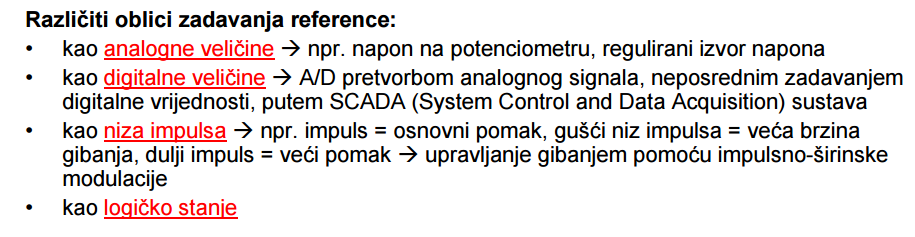 Različiti oblici zadavanja reference:
• kao analogne veličine → npr. napon na potenciometru, regulirani izvor napona
• kao digitalne veličine → A/D pretvorbom analognog signala, neposrednim zadavanjem
digitalne vrijednosti, putem SCADA (System Control and Data Acquisition) sustava
• kao niza impulsa → npr. impuls = osnovni pomak, gušći niz impulsa = veća brzina
gibanja, dulji impuls = veći pomak → upravljanje gibanjem pomoću impulsno-širinske
modulacije
• kao logičko stanje